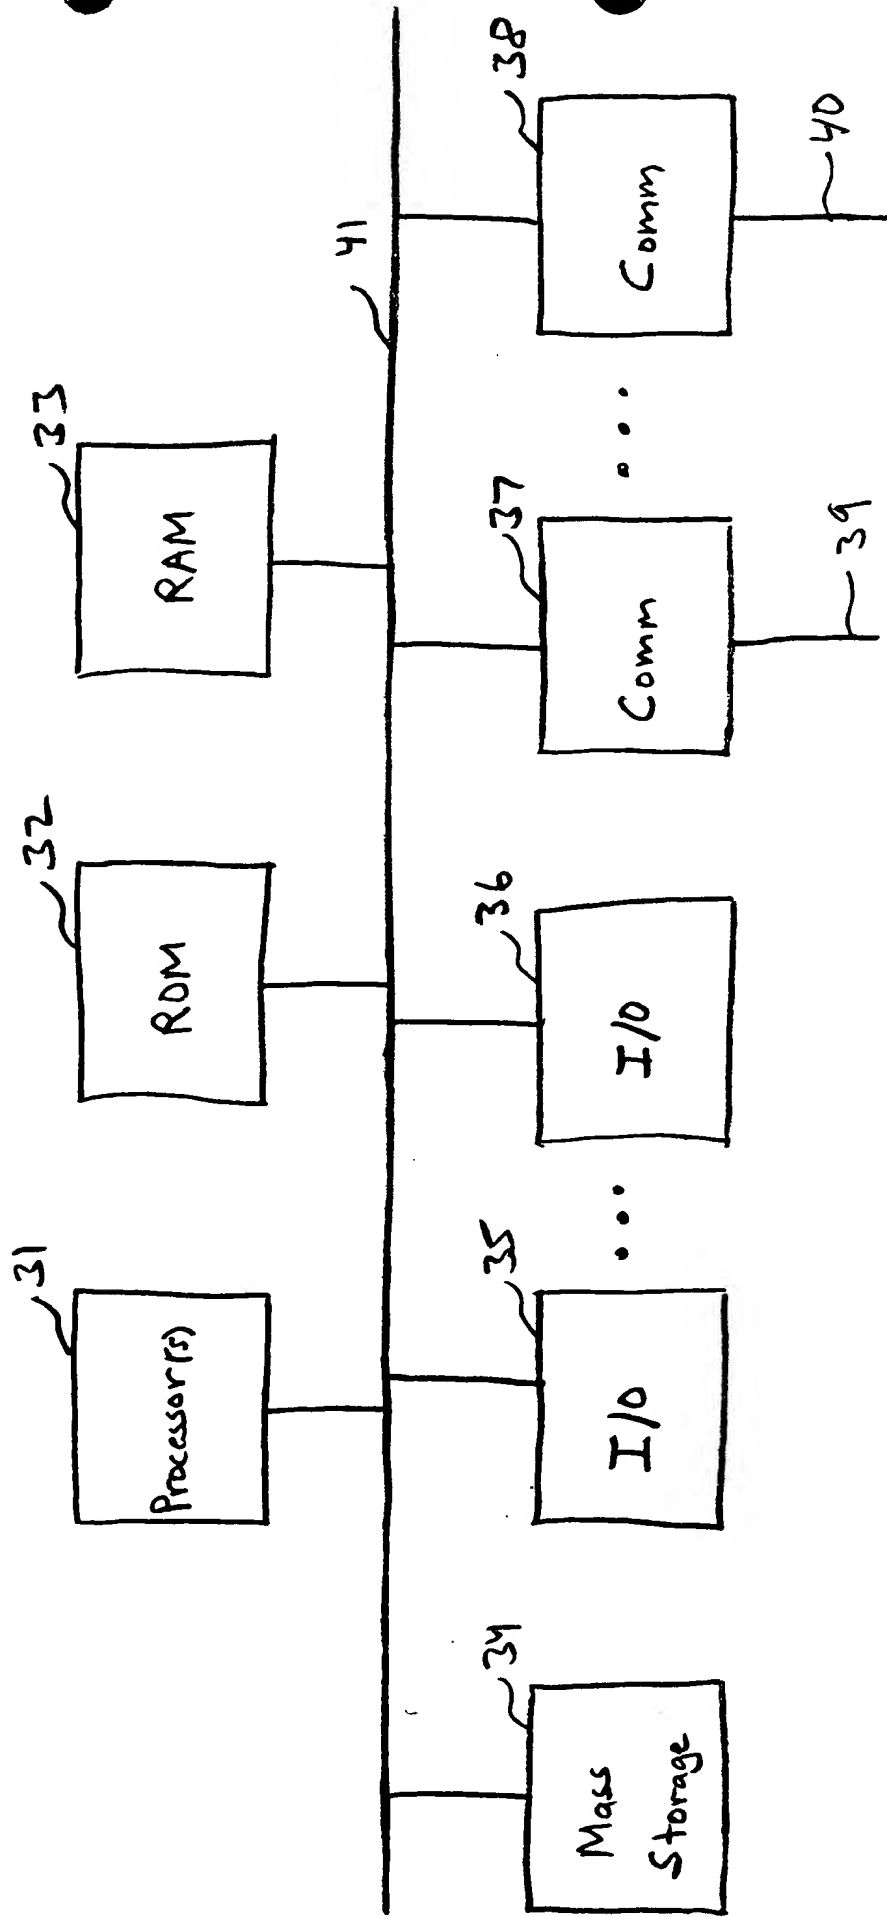 31
Processor(s)
32
ROM
33
RAM
41
34
Mass
Storage
35
I/O
...
36
I/O
37
Comm
...
38
Comm
39
40